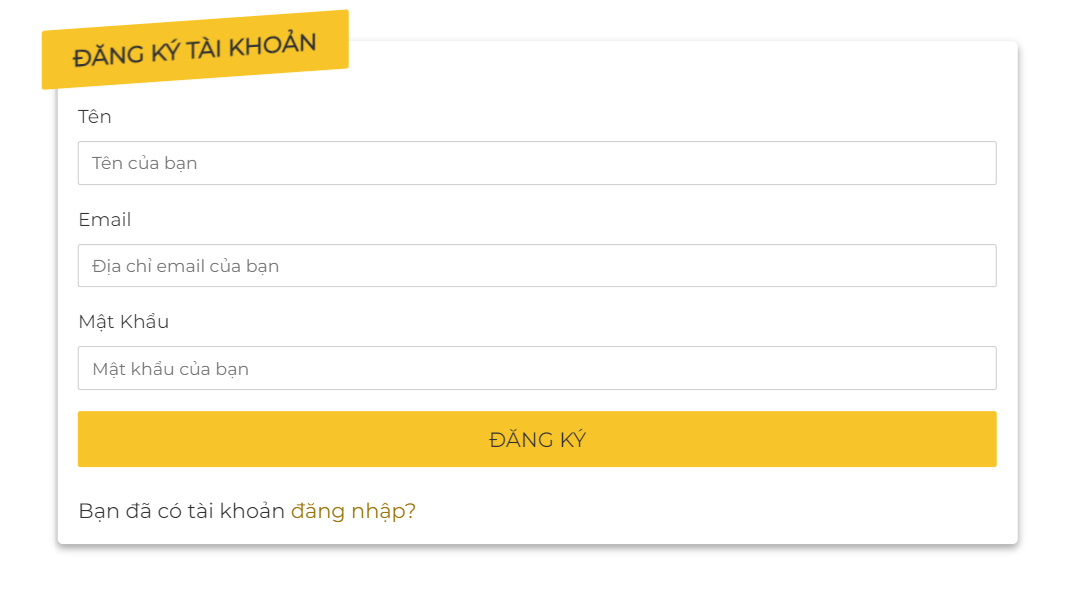 ĐĂNG KÝ TÀI KHOẢN
Tên
Tên của bạn
Email
Địa chỉ email của bạn
Mật Khẩu
Mật khẩu của bạn
ĐĂNG KÝ
Bạn đã có tài khoản đăng nhập?